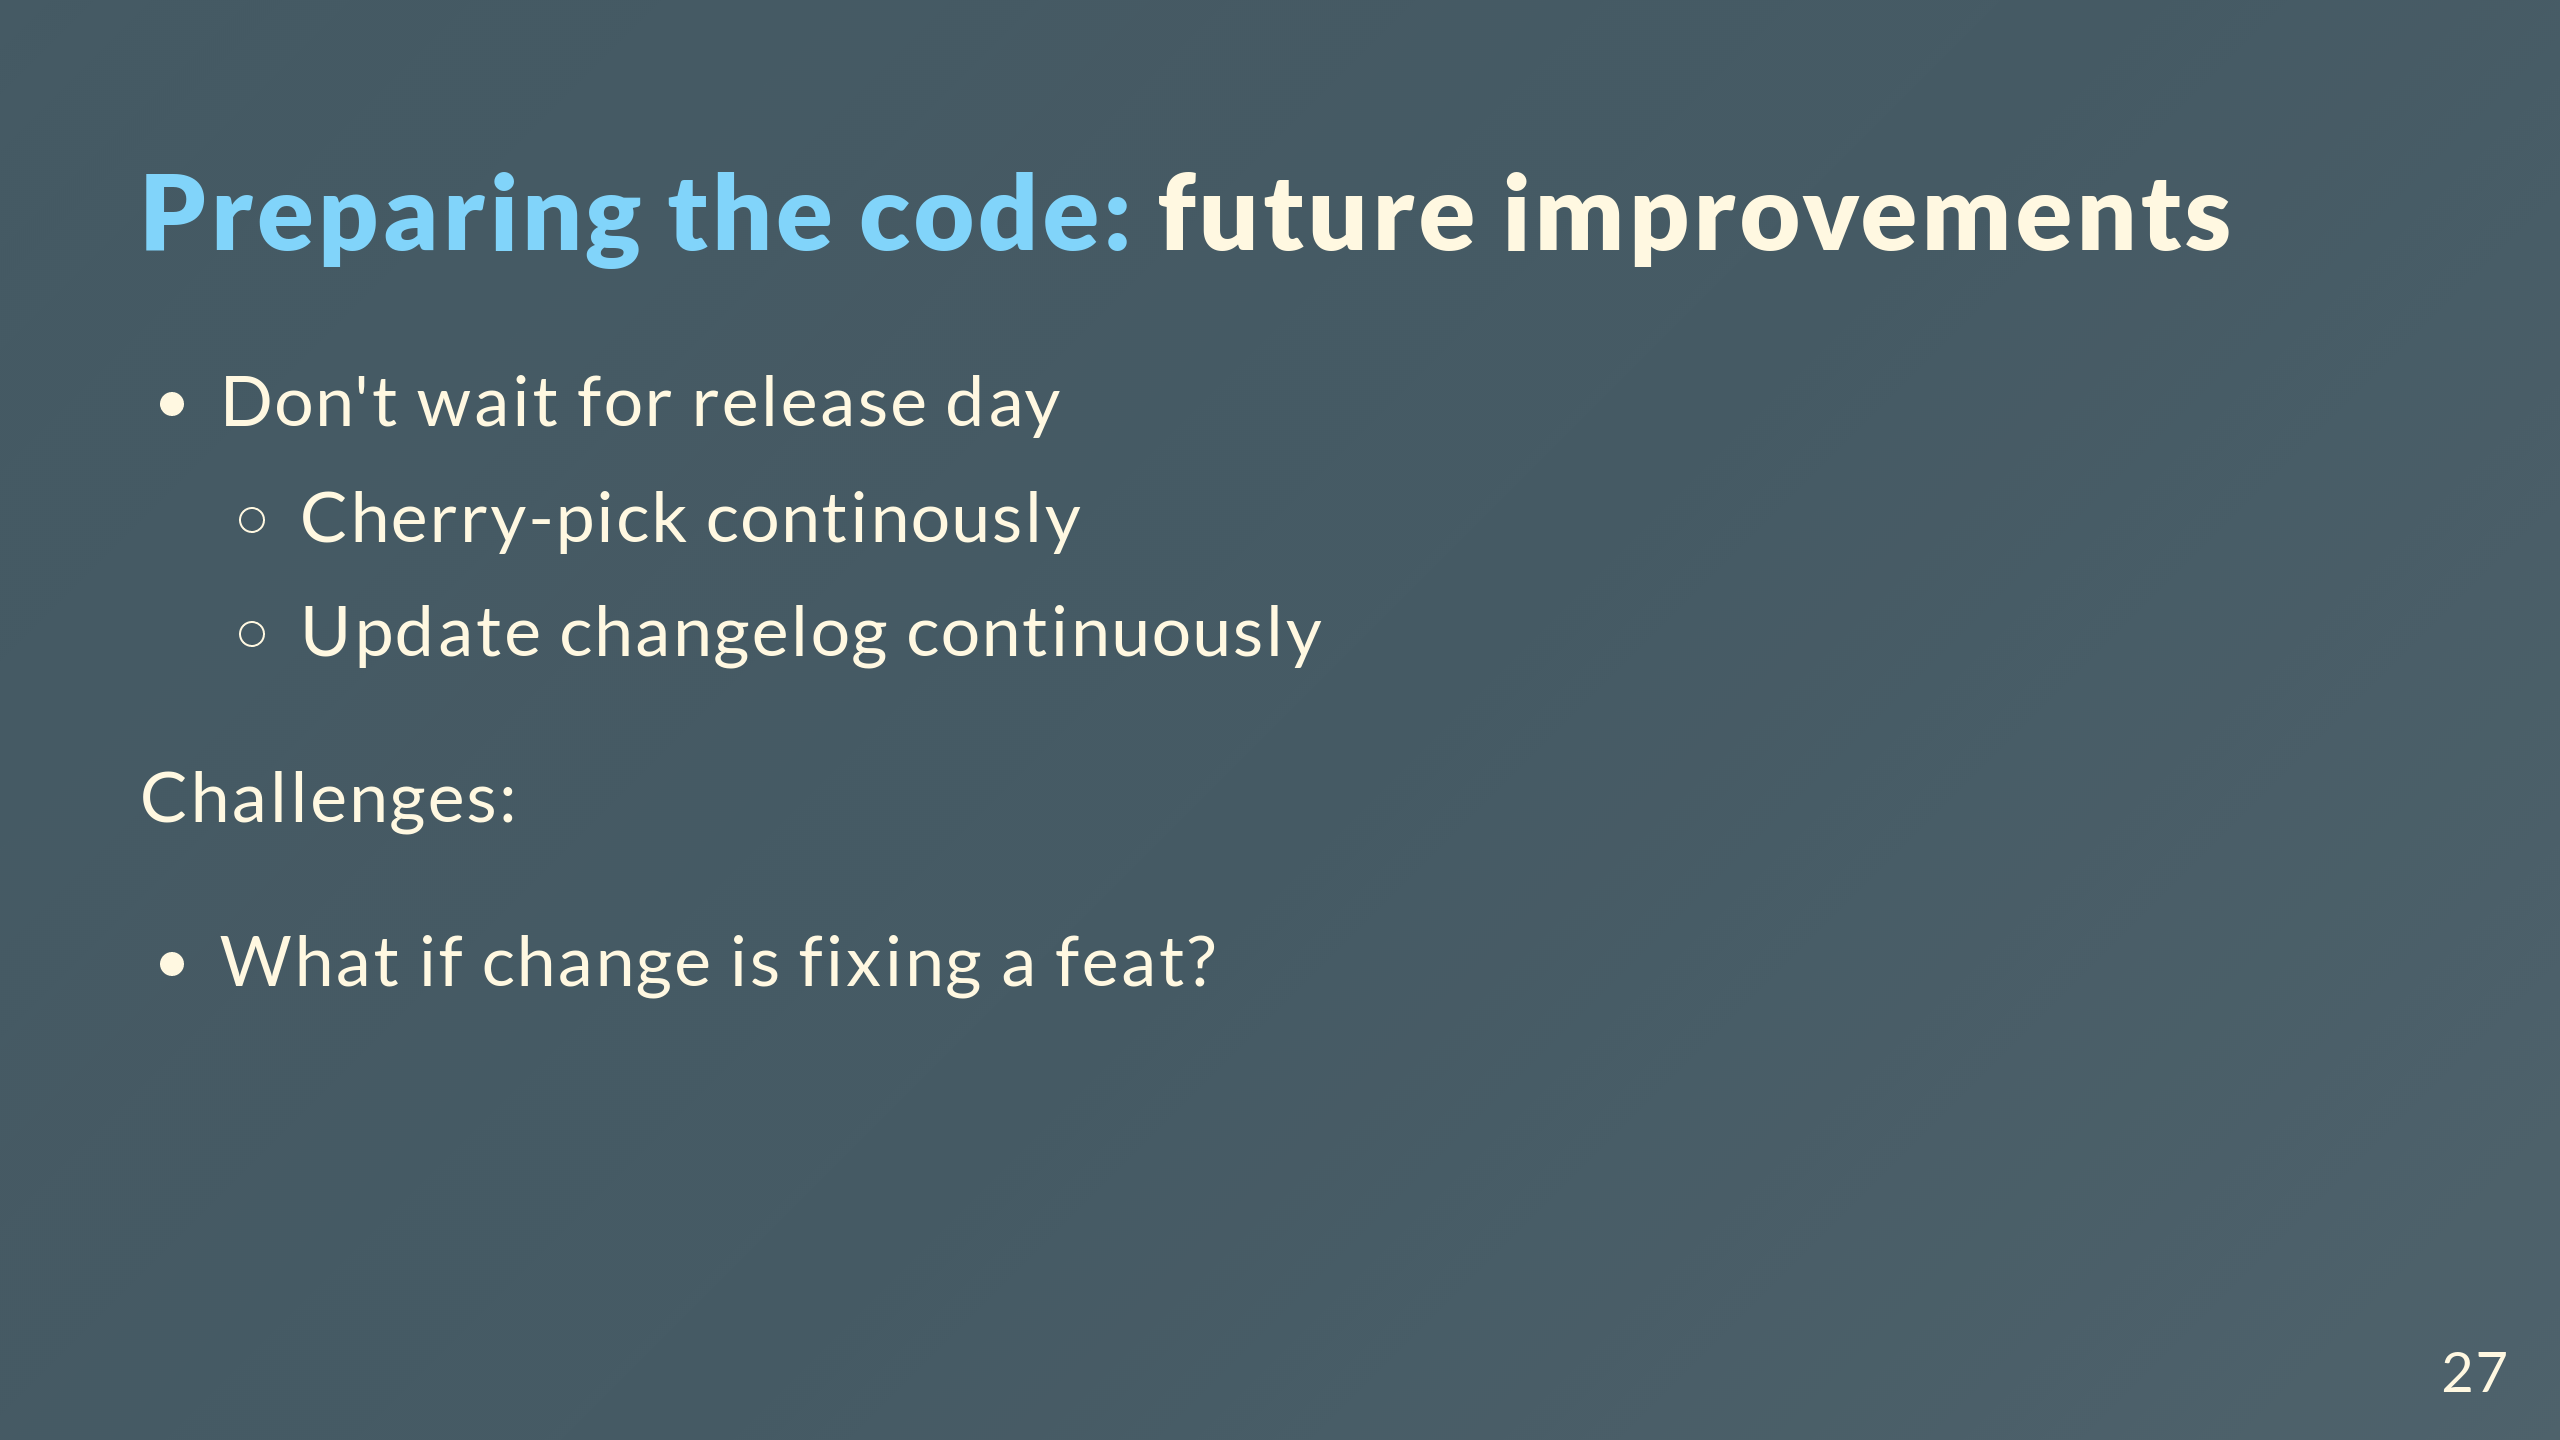 Preparing the code: future improvements
Don't wait for release day
Cherry-pick continously
Update changelog continuously
Challenges:
What if change is fixing a feat?
27